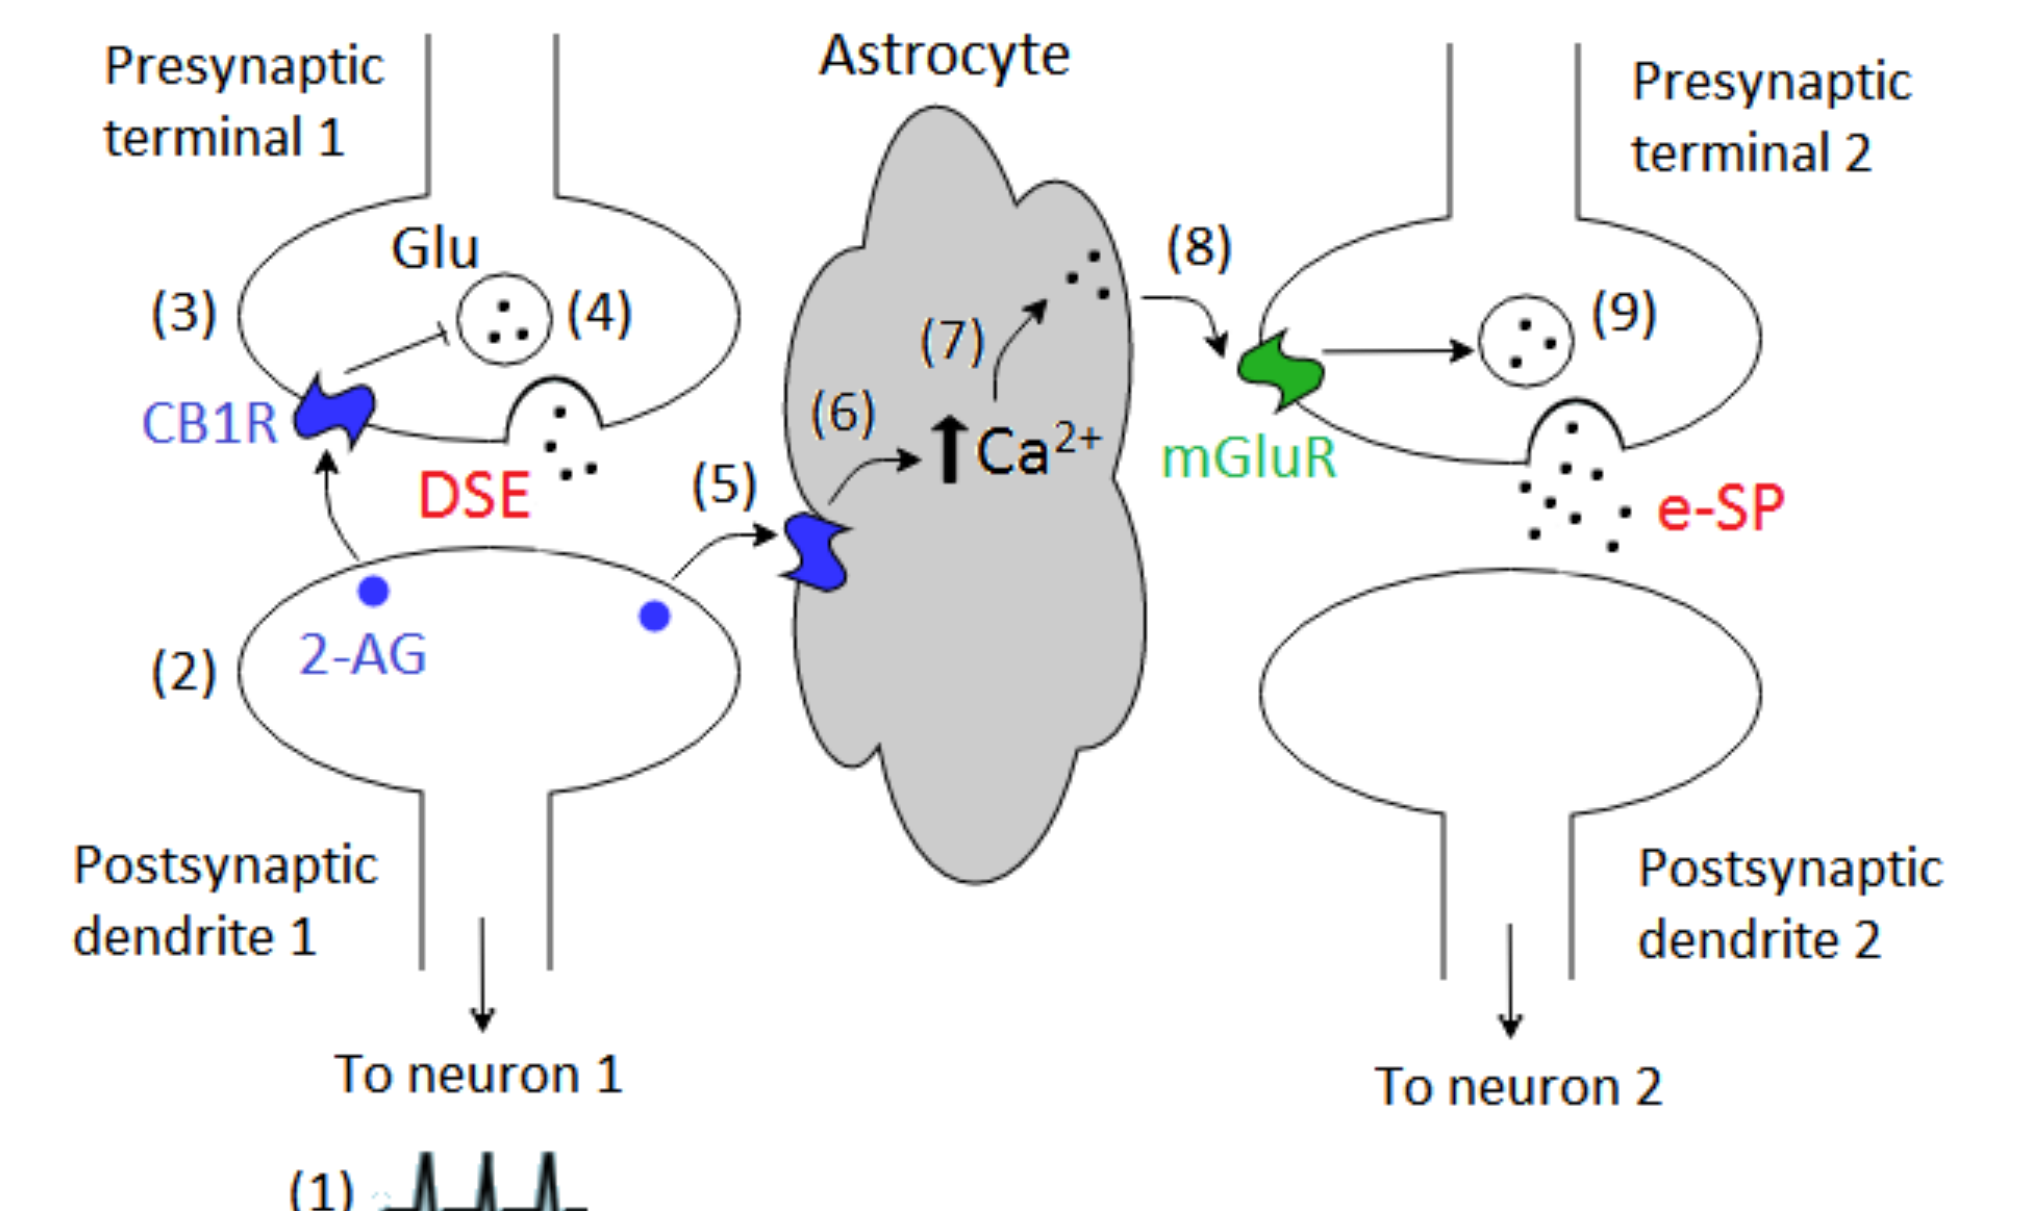 Presynaptic
terminal 1
Astrocyte
Presynaptic
terminal 2
Glu
(3)
(4)
(8)
(9)
(7)
CB1R
(6)
Ca²⁺
mGluR
DSE
(5)
e-SP
2-AG
(2)
Postsynaptic
dendrite 1
Postsynaptic
dendrite 2
To neuron 1
To neuron 2
(1)